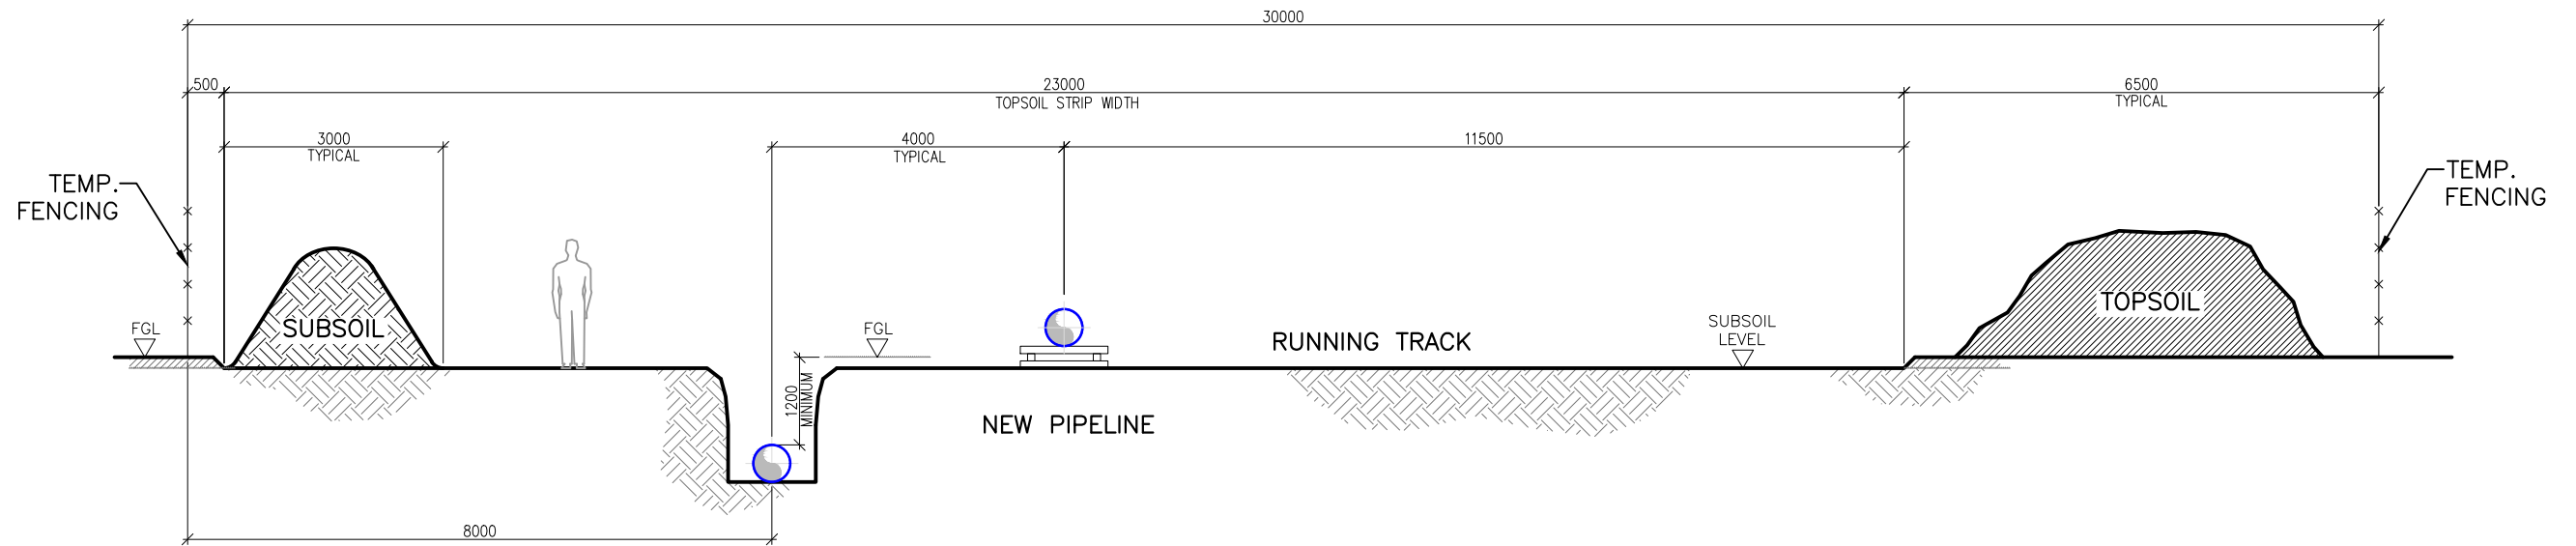 30000
500
23000
TOPSOIL STRIP WIDTH
6500
TYPICAL
3000
TYPICAL
4000
TYPICAL
11500
TEMP.
FENCING
TEMP.
FENCING
SUBSOIL
TOPSOIL
FGL
FGL
RUNNING TRACK
SUBSOIL
LEVEL
1200
MINIMUM
NEW PIPELINE
8000